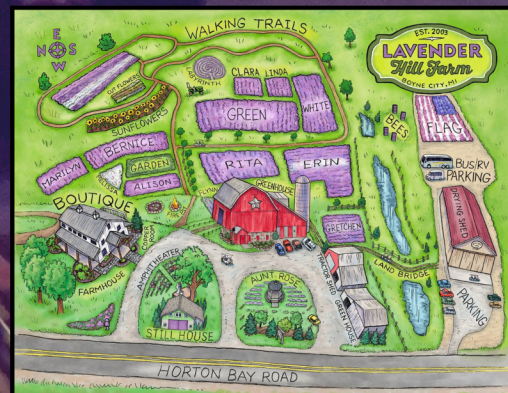 WALKING TRAILS
E
N S
W
EST. 2003
LAVENDER
Hill Farm
BOYNE CITY, MI
LABYRINTH
CLARA LINDA
CUT FLOWERS
SUNFLOWERS
GREEN
WHITE
BEES
FLAG
BERNICE
MARILYN
MELISSA
GARDEN
ALISON
RITA
ERIN
BUS/RV
PARKING
BOUTIQUE
FLYNN
GREENHOUSE
GRETCHEN
DRYING SHED
FARMHOUSE
AMPHITHEATER
AUNT ROSE
TRACTOR SHED
LAND BRIDGE
GREEN HOUSE
STILL HOUSE
PARKING
HORTON BAY ROAD